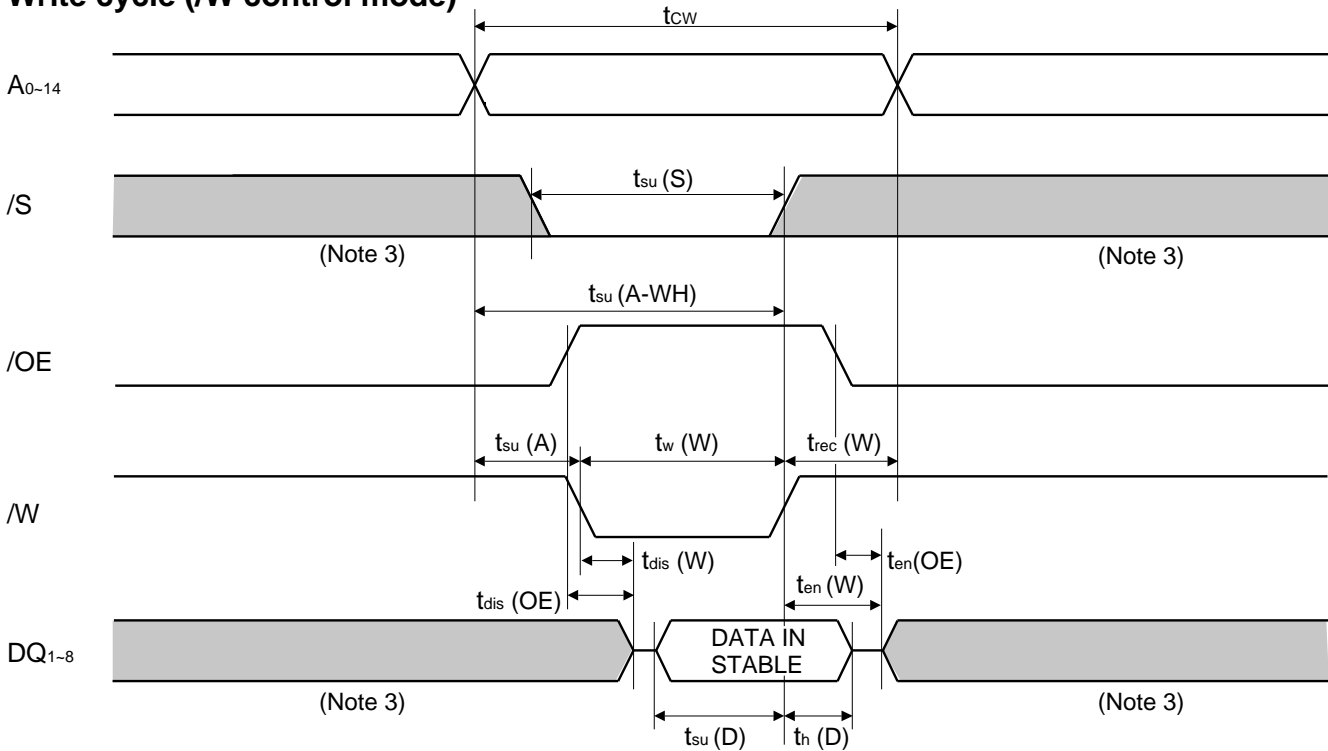 Write cycle (/W control mode)
tCW
A0~14
tsu (S)
/S
(Note 3)
(Note 3)
tsu (A-WH)
/OE
tsu (A)
tw (W)
trec (W)
/W
tdis (W)
ten(OE)
ten (W)
tdis (OE)
DATA IN
STABLE
DQ1~8
(Note 3)
(Note 3)
tsu (D)
th (D)